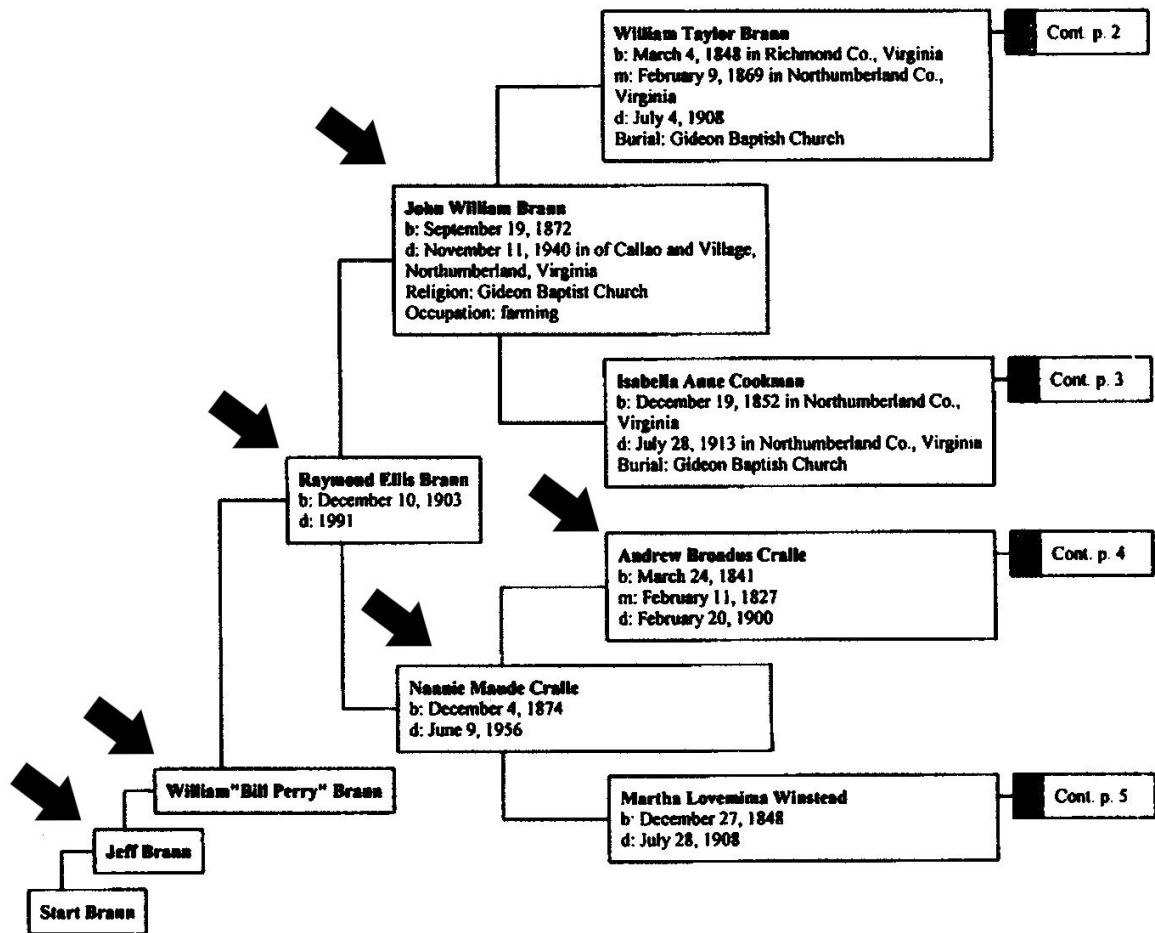 William Taylor Brann
b: March 4, 1848 in Richmond Co., Virginia
m: February 9, 1869 in Northumberland Co.,
Virginia
d: July 4, 1908
Burial: Gideon Baptish Church
Cont. p. 2
John William Brann
b: September 19, 1872
d: November 11, 1940 in of Callao and Village,
Northumberland, Virginia
Religion: Gideon Baptist Church
Occupation: farming
Isabella Anne Cookman
b: December 19, 1852 in Northumberland Co.,
Virginia
d: July 28, 1913 in Northumberland Co., Virginia
Burial: Gideon Baptish Church
Cont. p. 3
Raymond Ellis Brann
b: December 10, 1903
d: 1991
Andrew Broadus Cralle
b: March 24, 1841
m: February 11, 1827
d: February 20, 1900
Cont. p. 4
Nannie Maude Cralle
b: December 4, 1874
d: June 9, 1956
William"Bill Perry" Brann
Martha Lovemima Winstead
b: December 27, 1848
d: July 28, 1908
Cont. p. 5
Jeff Brann
Start Brann